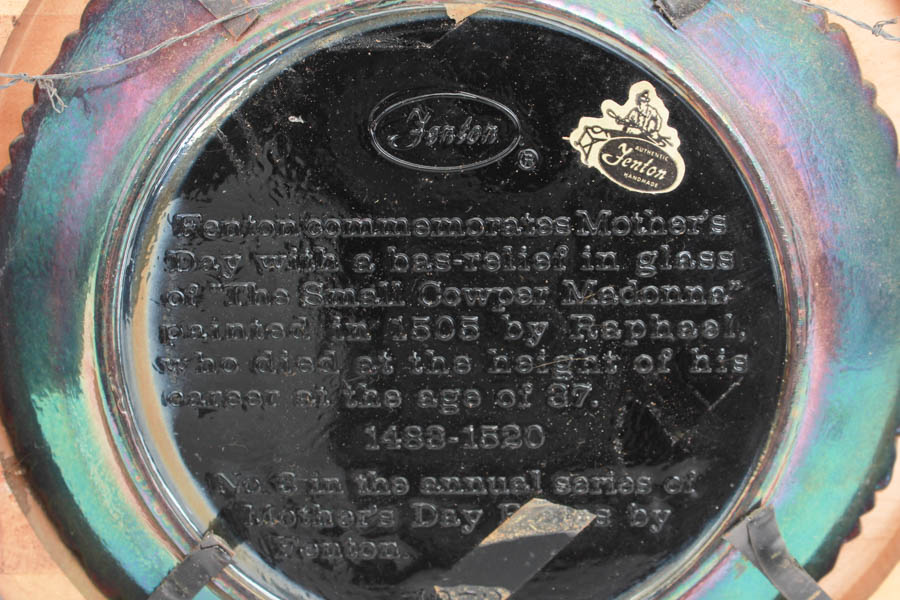 Fenton
®
AUTHENTIC
Fenton
HANDMADE
Fenton commemorates Mother's
Day with a bas-relief in glass
of "The Small Cowper Madonna"
painted in 1505 by Raphael,
who died at the height of his
career at the age of 37.
1483-1520
No. 3 in the annual series of
Mother's Day by
Fenton.